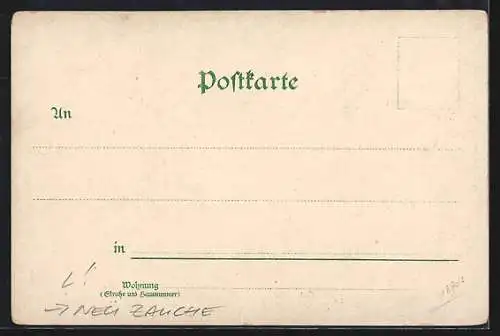 Postkarte
An
in
Wohnung
(Straße und Hausnummer)
L!
→ NEU ZAUCHE